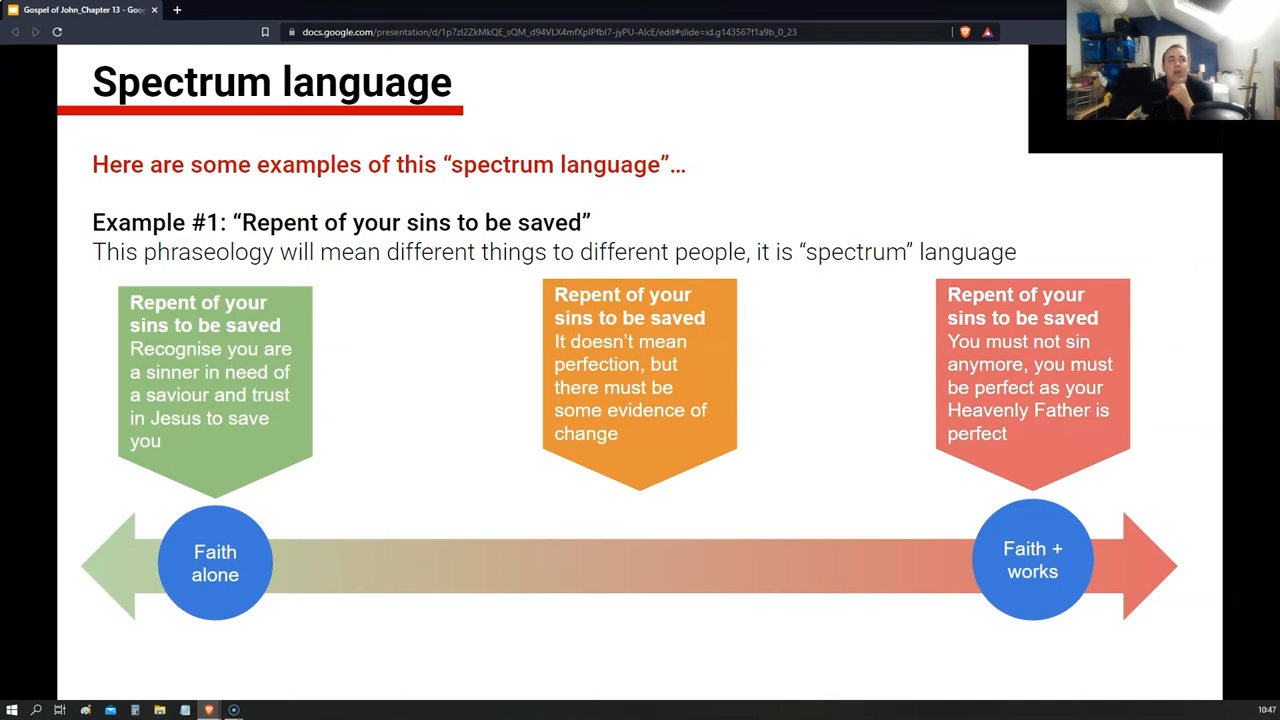 Gospel of John_Chapter 13 - Goo
docs.google.com/presentation/d/1p7zl2ZkMkQE_sQM_d94VLX4mfXpIPfbI7-jyPU-AIcE/edit#slide=id.g143567f1a9b_0_23
Spectrum language
Here are some examples of this “spectrum language”...
Example #1: “Repent of your sins to be saved”
This phraseology will mean different things to different people, it is “spectrum” language
Repent of your
sins to be saved
Recognise you are
a sinner in need of
a saviour and trust
in Jesus to save
you
Repent of your
sins to be saved
It doesn’t mean
perfection, but
there must be
some evidence of
change
Repent of your
sins to be saved
You must not sin
anymore, you must
be perfect as your
Heavenly Father is
perfect
Faith
alone
Faith +
works
10:47